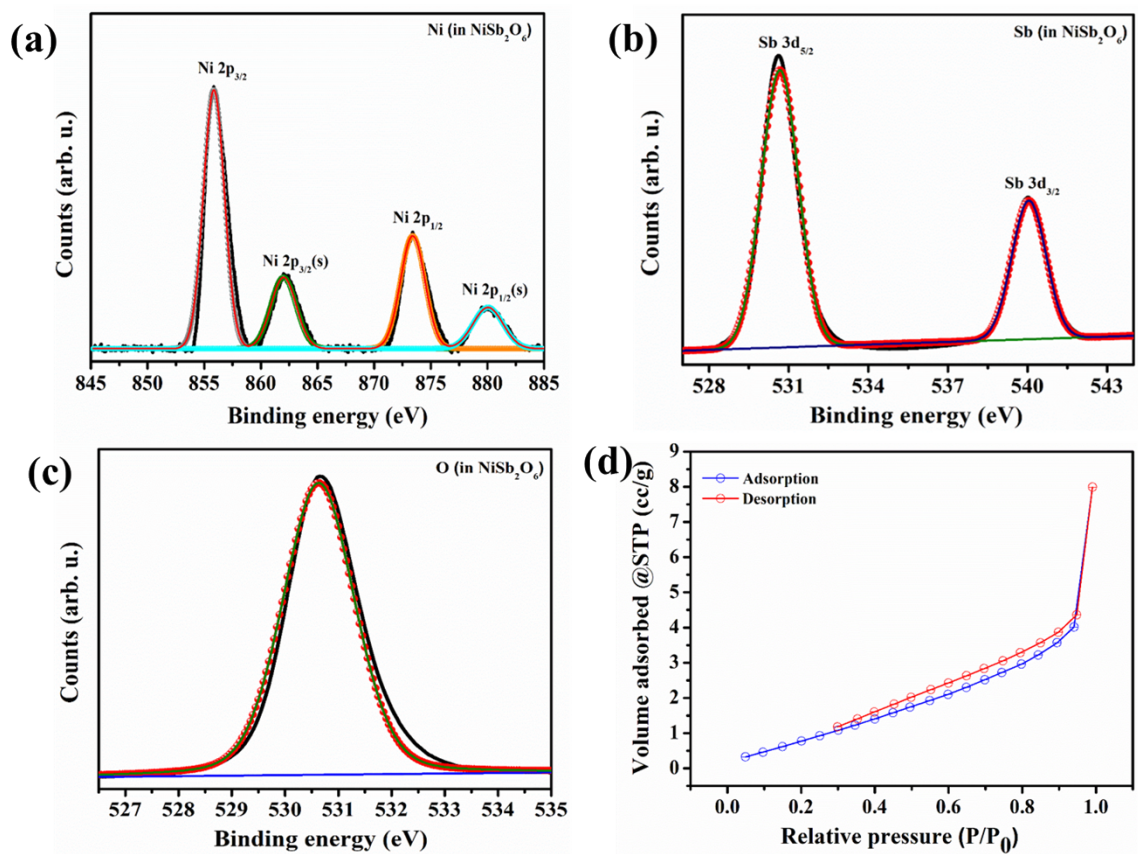 (a)
Ni (in NiSb₂O₆)
Ni 2p₃/₂
Ni 2p₃/₂(s)
Ni 2p₁/₂
Ni 2p₁/₂(s)
Counts (arb. u.)
845 850 855 860 865 870 875 880 885
Binding energy (eV)
(b)
Sb (in NiSb₂O₆)
Sb 3d₅/₂
Sb 3d₃/₂
Counts (arb. u.)
528 531 534 537 540 543
Binding energy (eV)
(c)
O (in NiSb₂O₆)
Counts (arb. u.)
527 528 529 530 531 532 533 534 535
Binding energy (eV)
(d)
Adsorption
Desorption
Volume adsorbed @STP (cc/g)
9
8
7
6
5
4
3
2
1
0
0.0 0.2 0.4 0.6 0.8 1.0
Relative pressure (P/P₀)